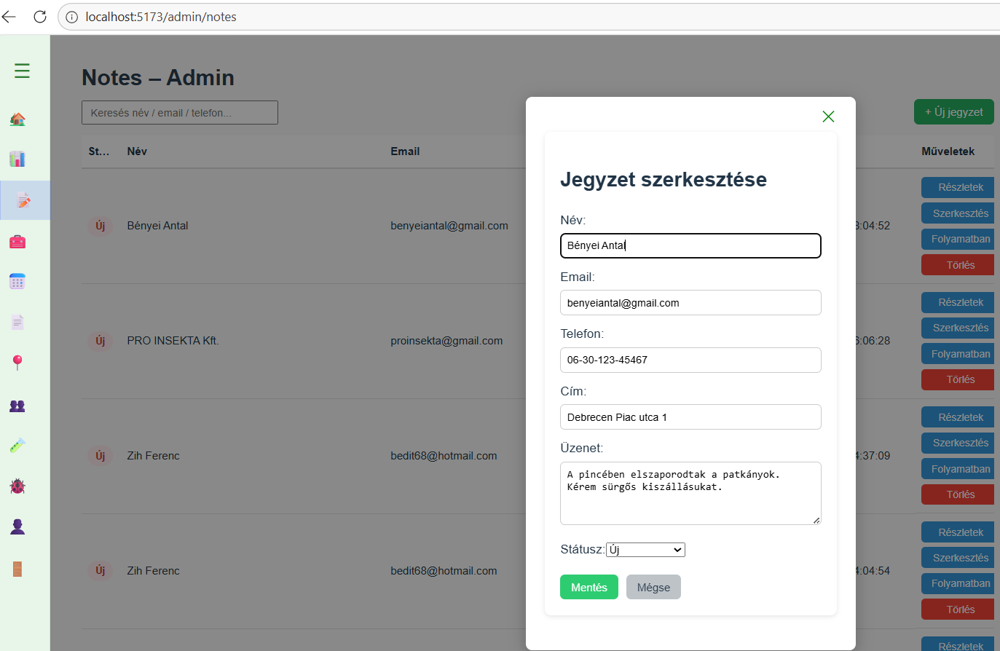 localhost:5173/admin/notes
Notes – Admin
Keresés név / email / telefon...
+ Új jegyzet
St... Név Email Műveletek
Új Bényei Antal benyeiantal@gmail.com 3:04:52
Részletek
Szerkesztés
Folyamatban
Törlés
Új PRO INSEKTA Kft. proinsekta@gmail.com 5:06:28
Részletek
Szerkesztés
Folyamatban
Törlés
Új Zih Ferenc bedit68@hotmail.com 4:37:09
Részletek
Szerkesztés
Folyamatban
Törlés
Új Zih Ferenc bedit68@hotmail.com :04:54
Részletek
Szerkesztés
Folyamatban
Törlés
Részletek
Jegyzet szerkesztése
Név:
Bényei Antal
Email:
benyeiantal@gmail.com
Telefon:
06-30-123-45467
Cím:
Debrecen Piac utca 1
Üzenet:
A pincében elszaporodtak a patkányok.
Kérem sürgős kiszállásukat.
Státusz: Új
Mentés Mégse